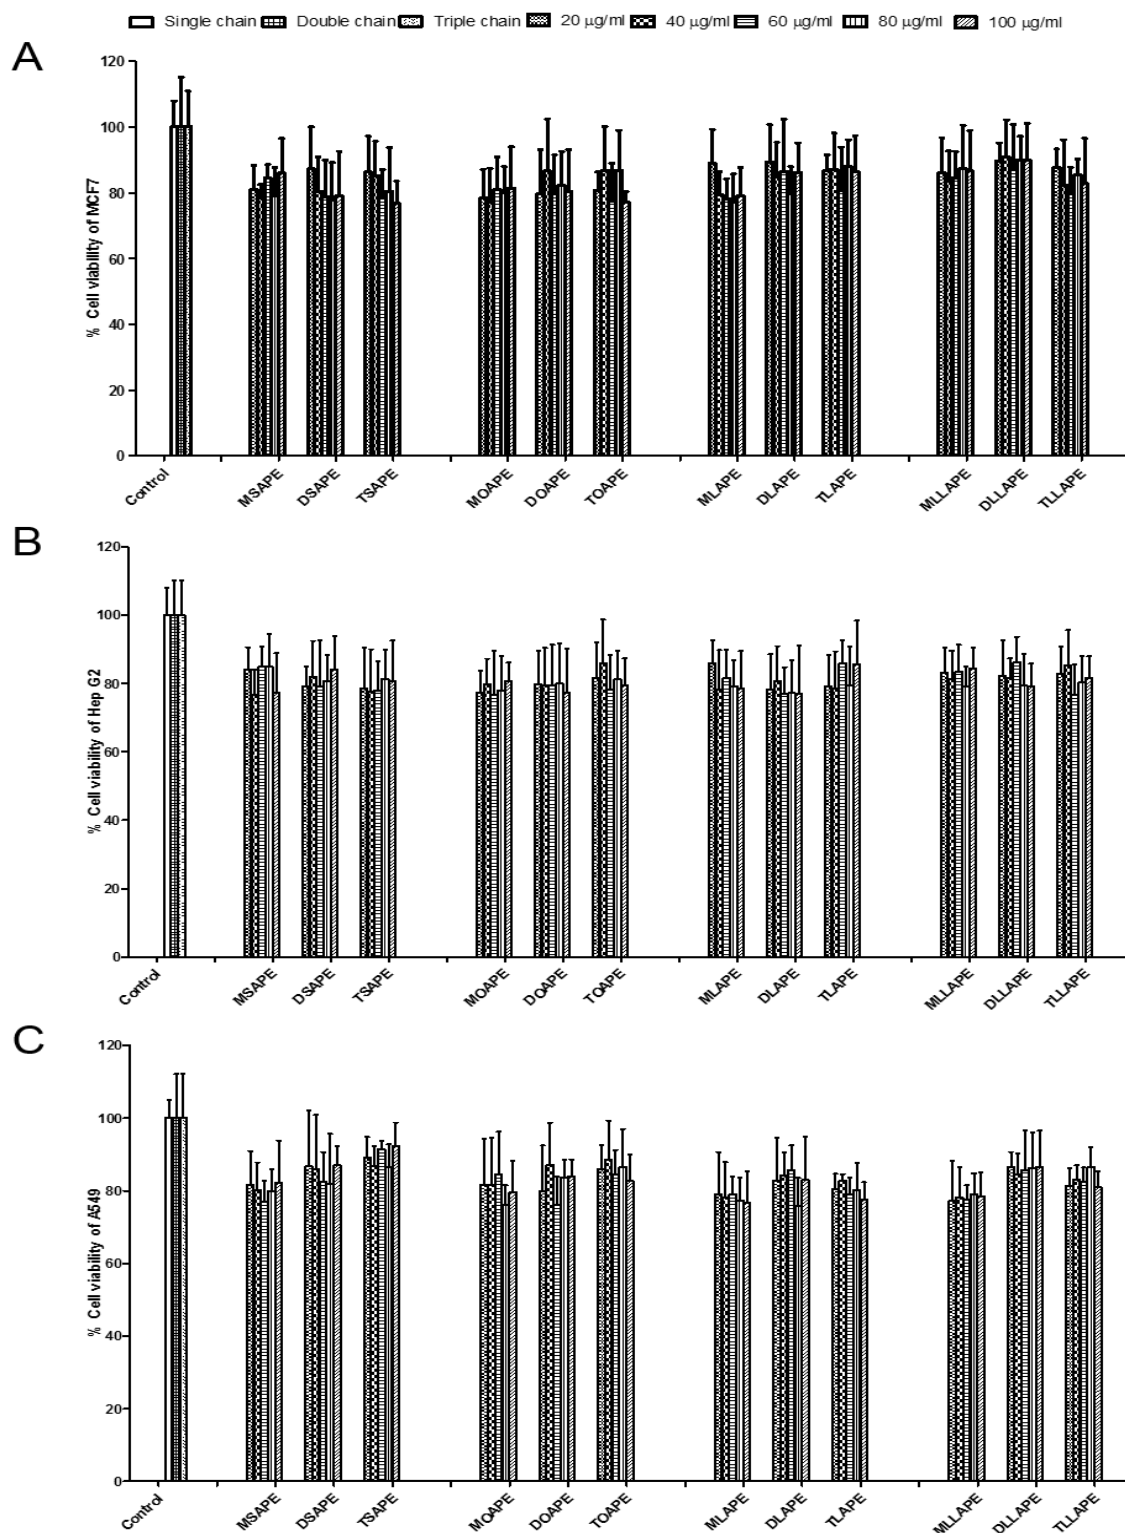 Single chain Double chain Triple chain 20 μg/ml 40 μg/ml 60 μg/ml 80 μg/ml 100 μg/ml
A
% Cell viability of MCF7
120
100
80
60
40
20
0
Control MSAPE DSAPE TSAPE MOAPE DOAPE TOAPE MLAPE DLAPE TLAPE MLLAPE DLLAPE TLLAPE
B
% Cell viability of Hep G2
120
100
80
60
40
20
0
Control MSAPE DSAPE TSAPE MOAPE DOAPE TOAPE MLAPE DLAPE TLAPE MLLAPE DLLAPE TLLAPE
C
% Cell viability of A549
120
100
80
60
40
20
0
Control MSAPE DSAPE TSAPE MOAPE DOAPE TOAPE MLAPE DLAPE TLAPE MLLAPE DLLAPE TLLAPE